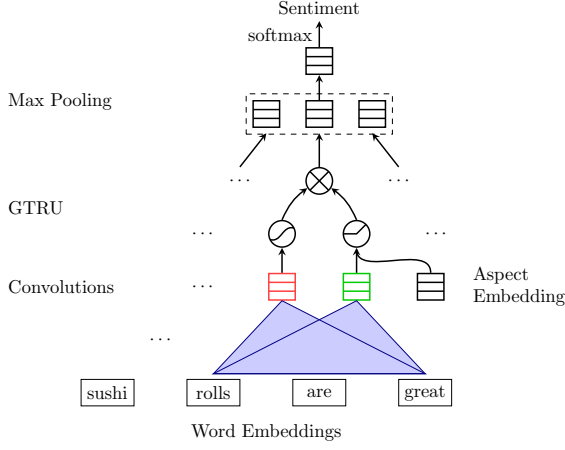 Sentiment
softmax
Max Pooling
. . .
. . .
GTRU
. . .
. . .
Convolutions
. . .
Aspect
Embedding
. . .
sushi
rolls
are
great
Word Embeddings